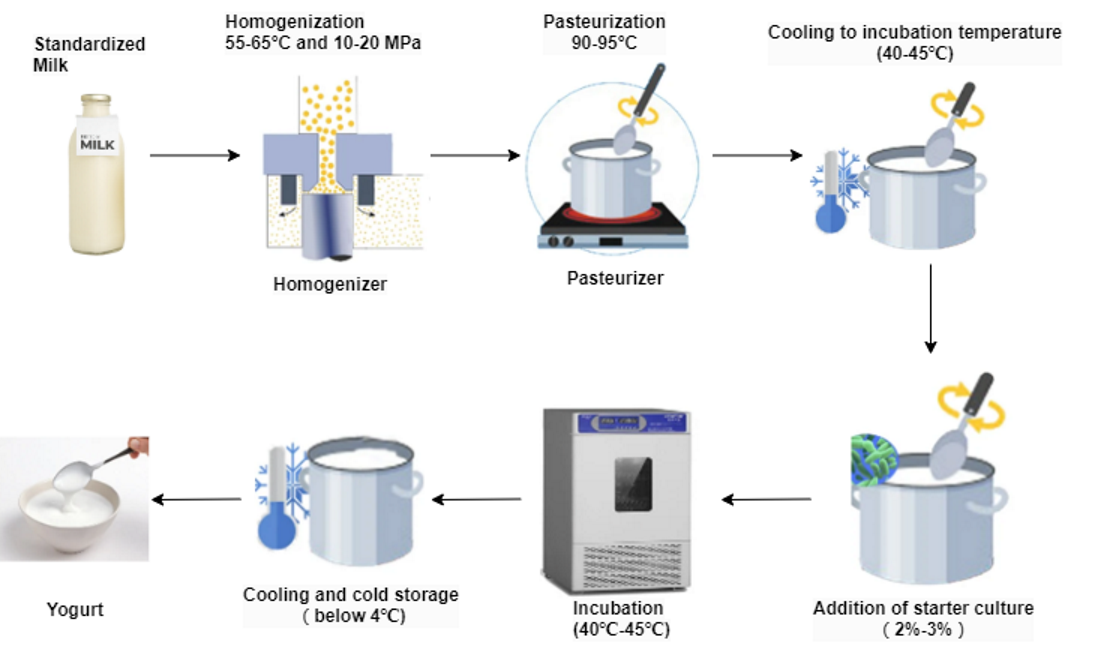 Standardized
Milk
MILK
Homogenization
55-65°C and 10-20 MPa
Homogenizer
Pasteurization
90-95°C
Pasteurizer
Cooling to incubation temperature
(40-45°C)
Addition of starter culture
( 2%-3% )
Incubation
(40°C-45°C)
Cooling and cold storage
( below 4°C)
Yogurt